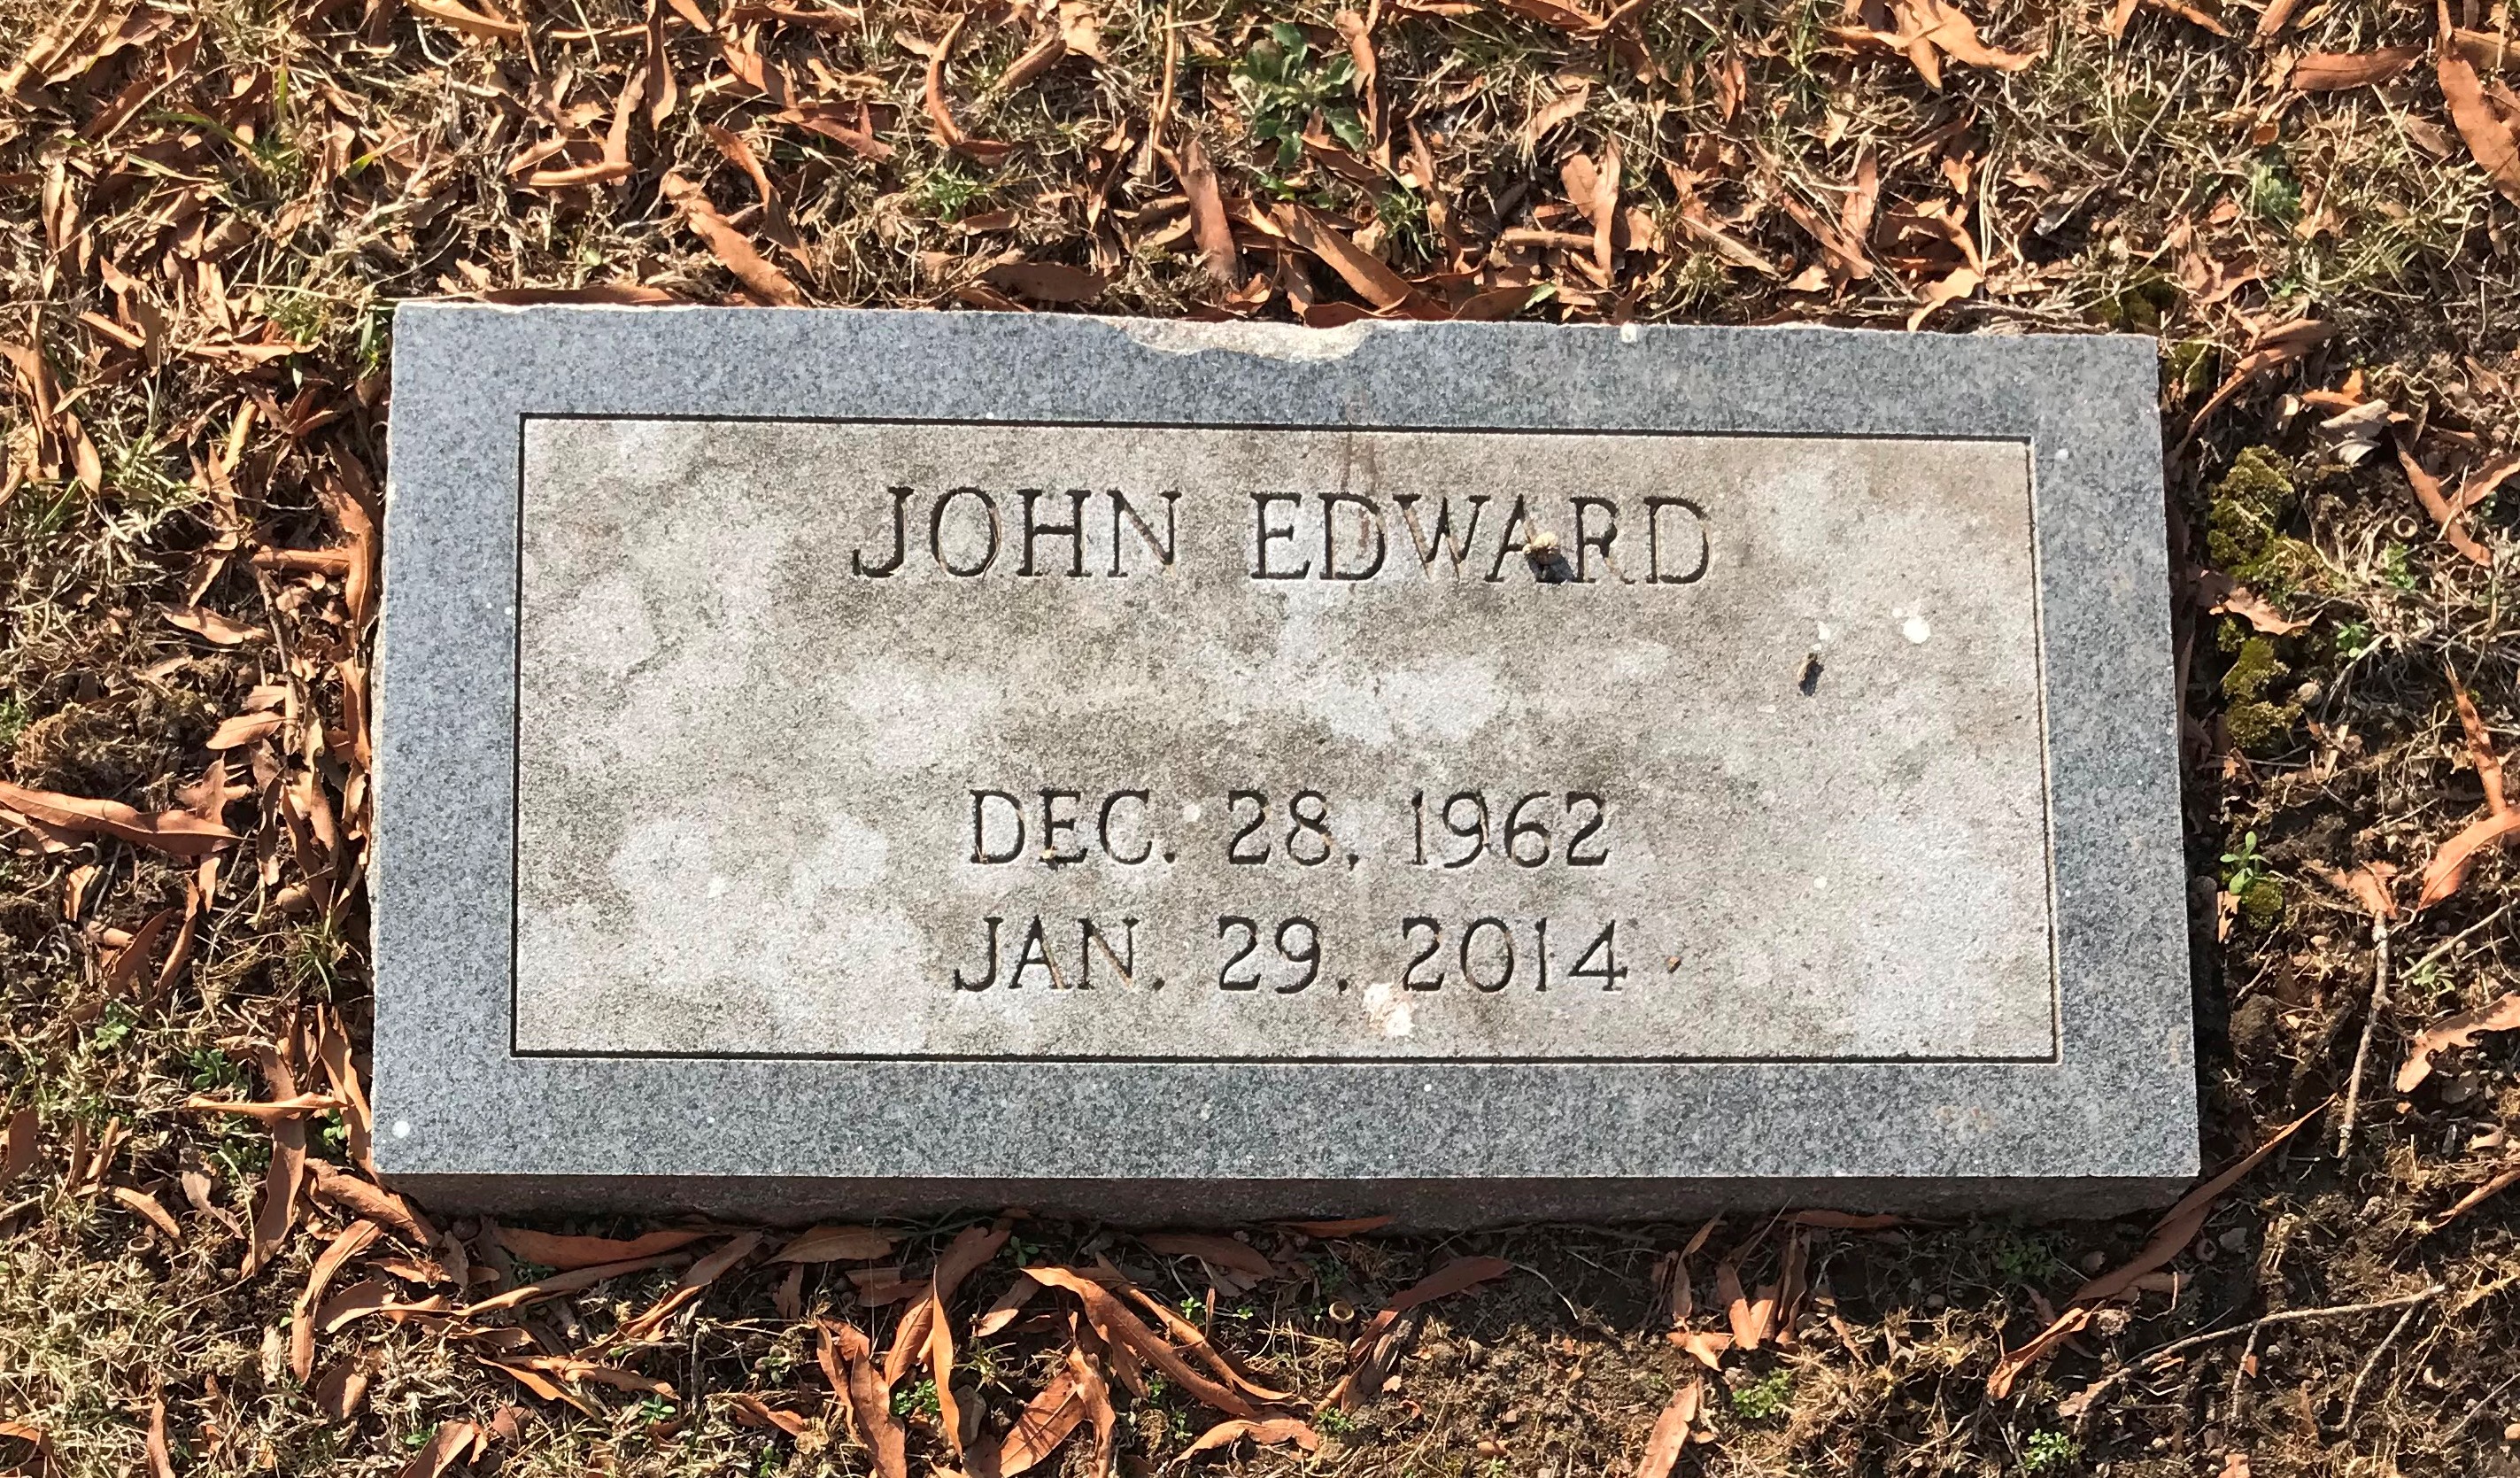 JOHN EDWARD
DEC. 28, 1962
JAN. 29, 2014